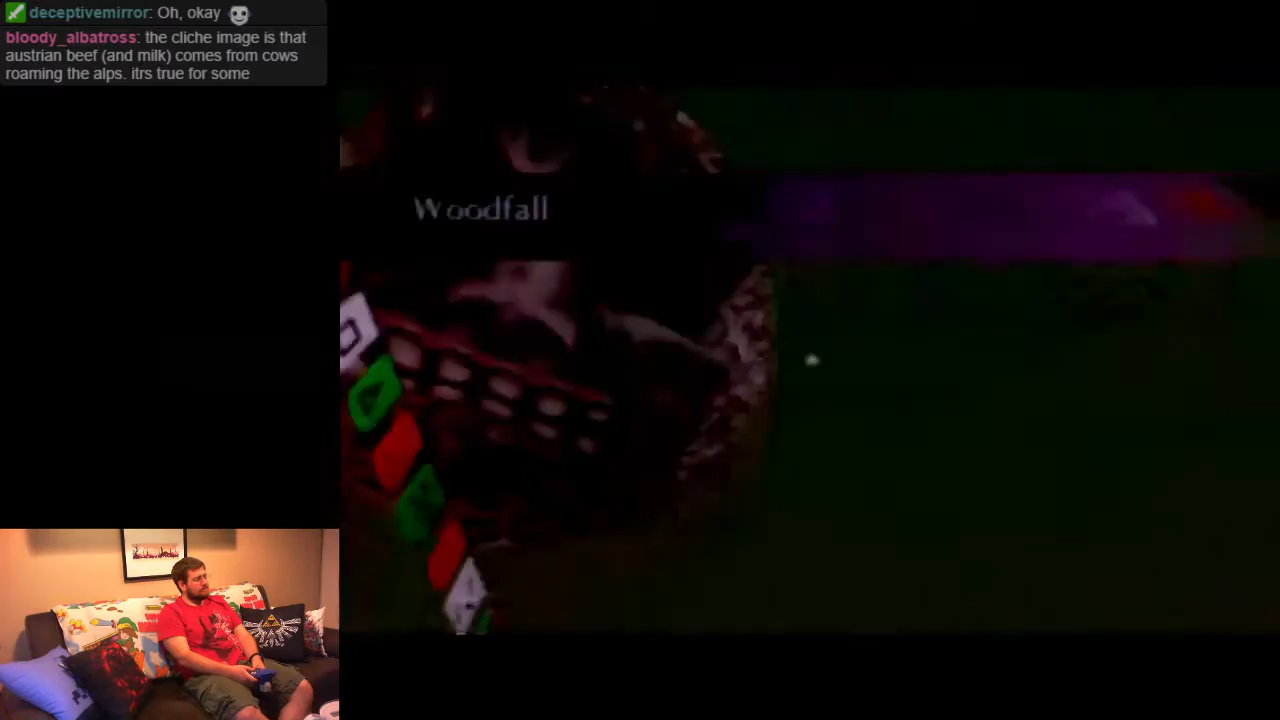 deceptivemirror: Oh, okay
bloody_albatross: the cliche image is that
austrian beef (and milk) comes from cows
roaming the alps. itrs true for some
Woodfall